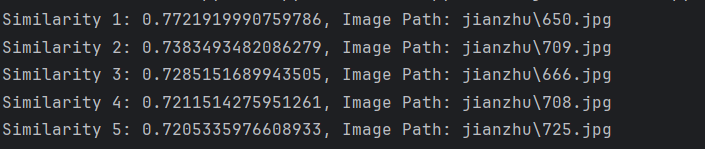 Similarity 1: 0.7721919990759786, Image Path: jianzhu\650.jpg
Similarity 2: 0.7383493482086279, Image Path: jianzhu\709.jpg
Similarity 3: 0.7285151689943505, Image Path: jianzhu\666.jpg
Similarity 4: 0.7211514275951261, Image Path: jianzhu\708.jpg
Similarity 5: 0.7205335976608933, Image Path: jianzhu\725.jpg